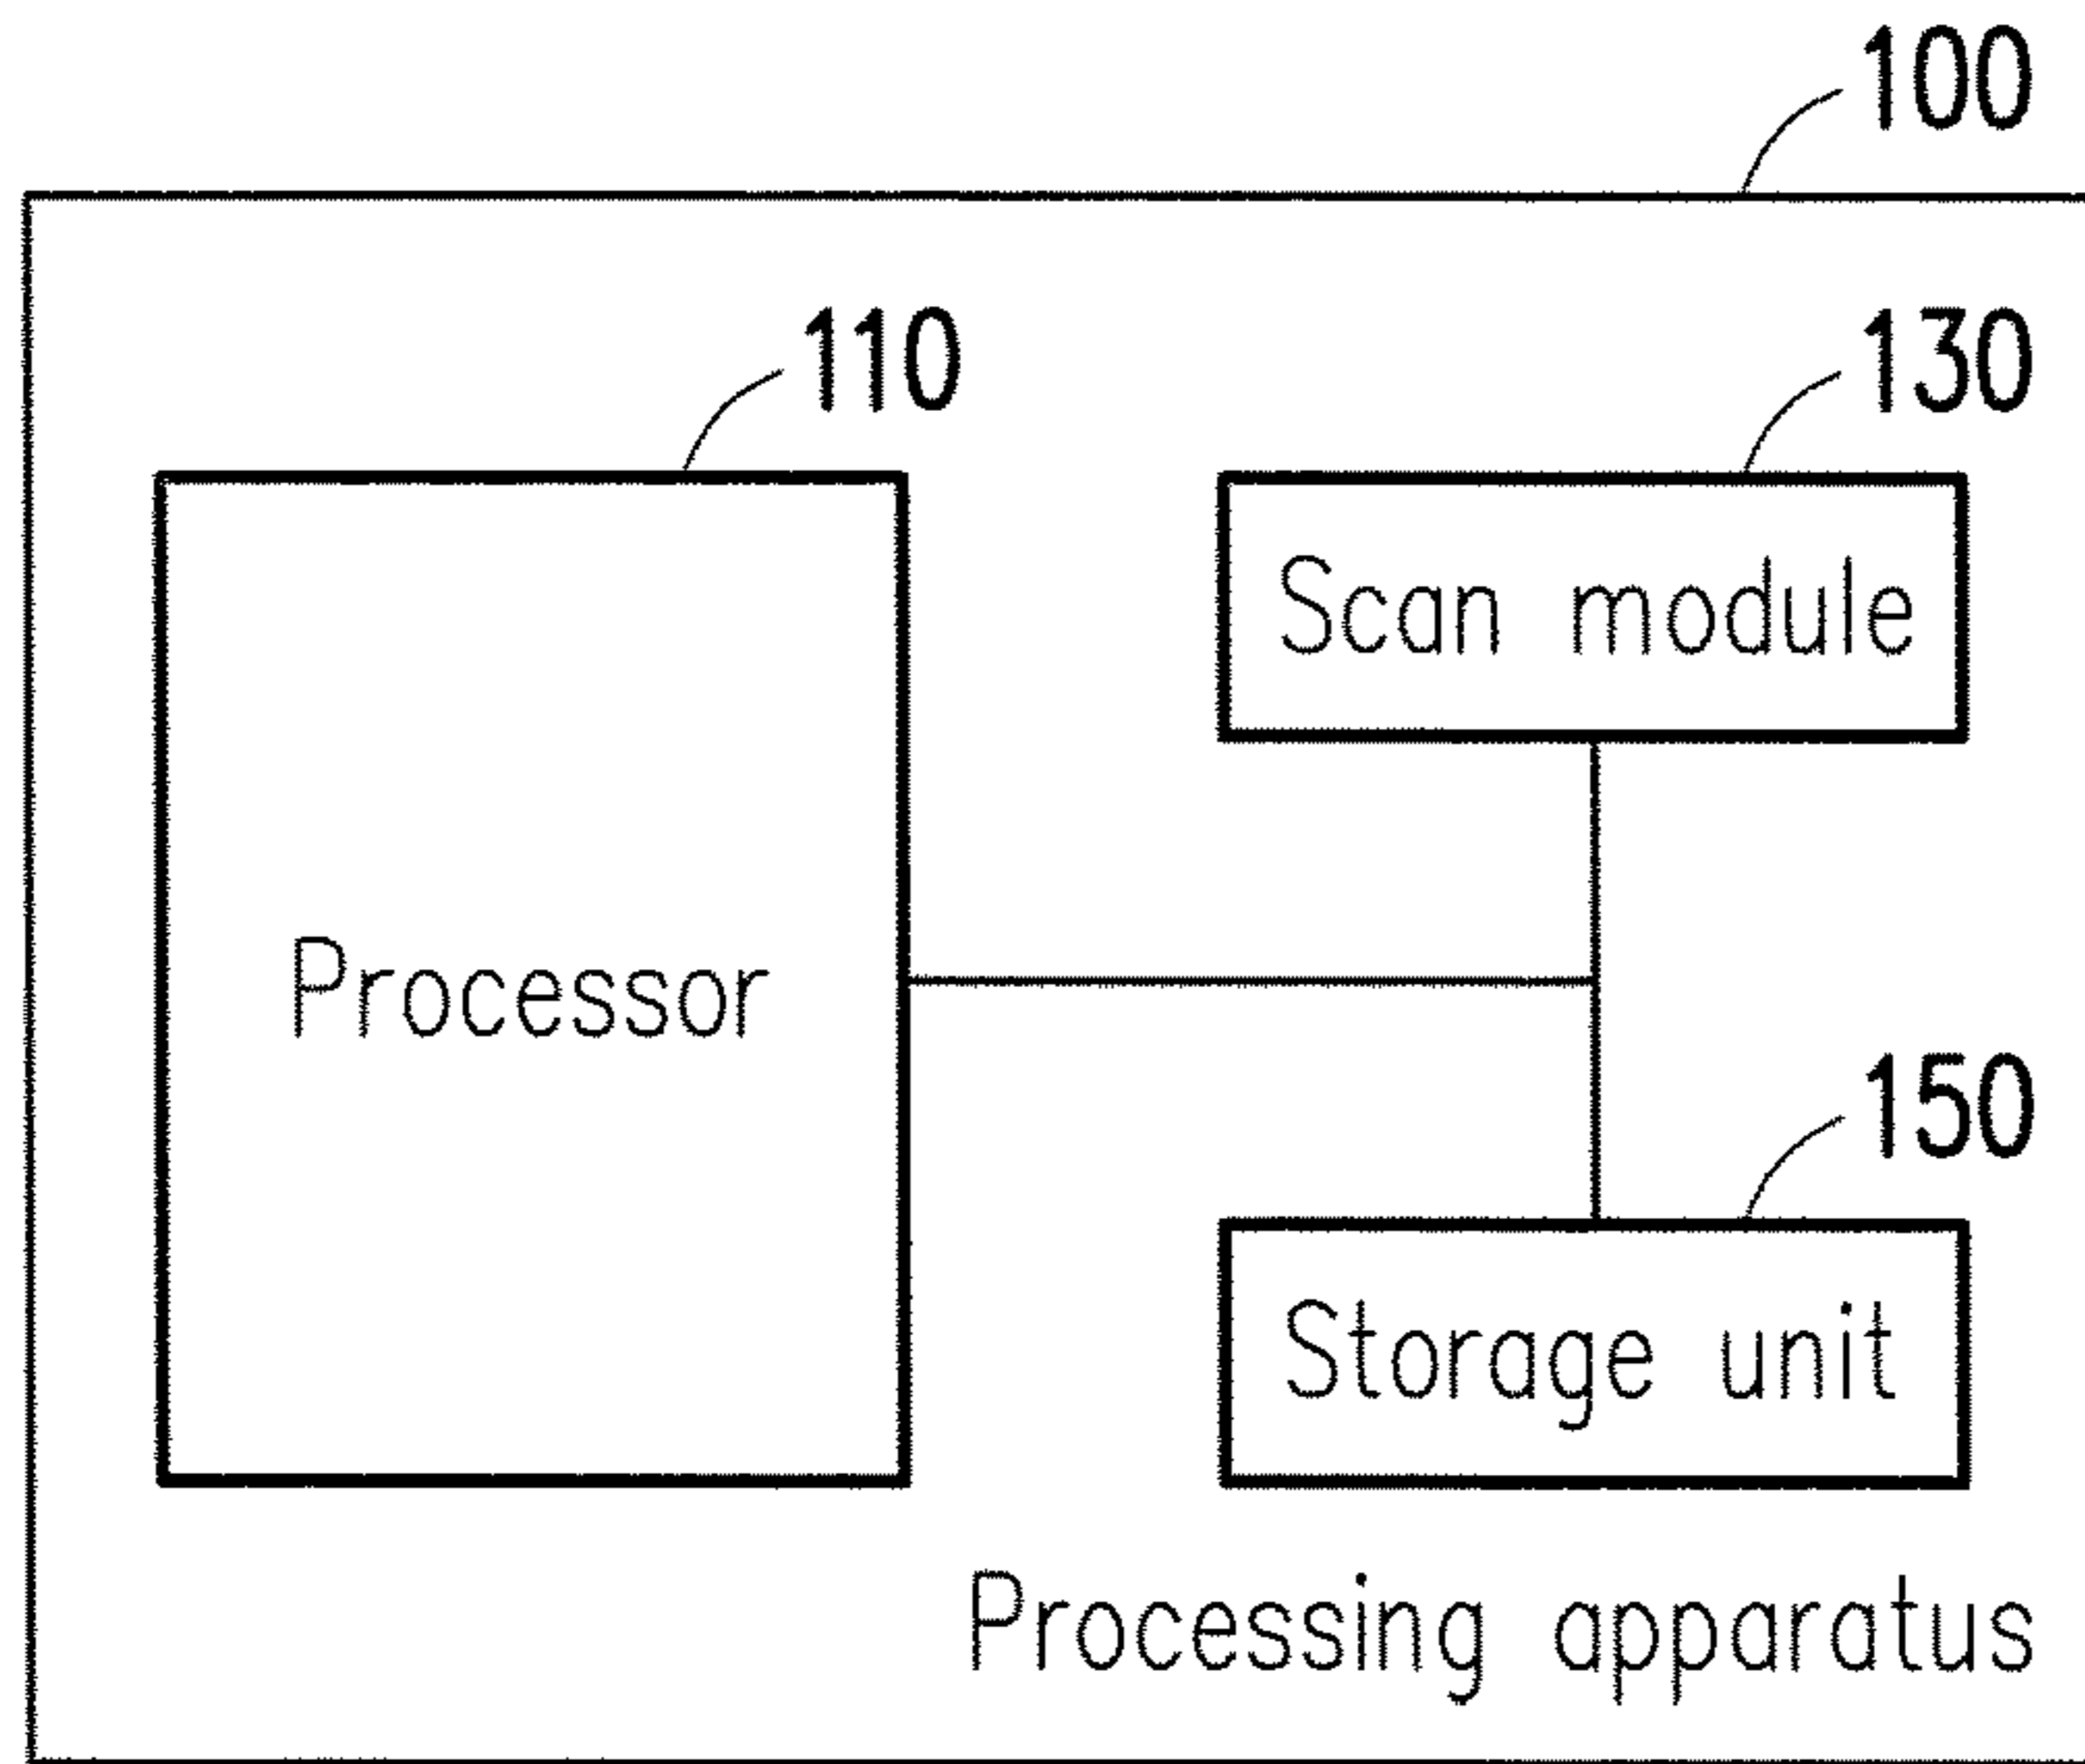 100
110
130
Scan module
Processor
150
Storage unit
Processing apparatus